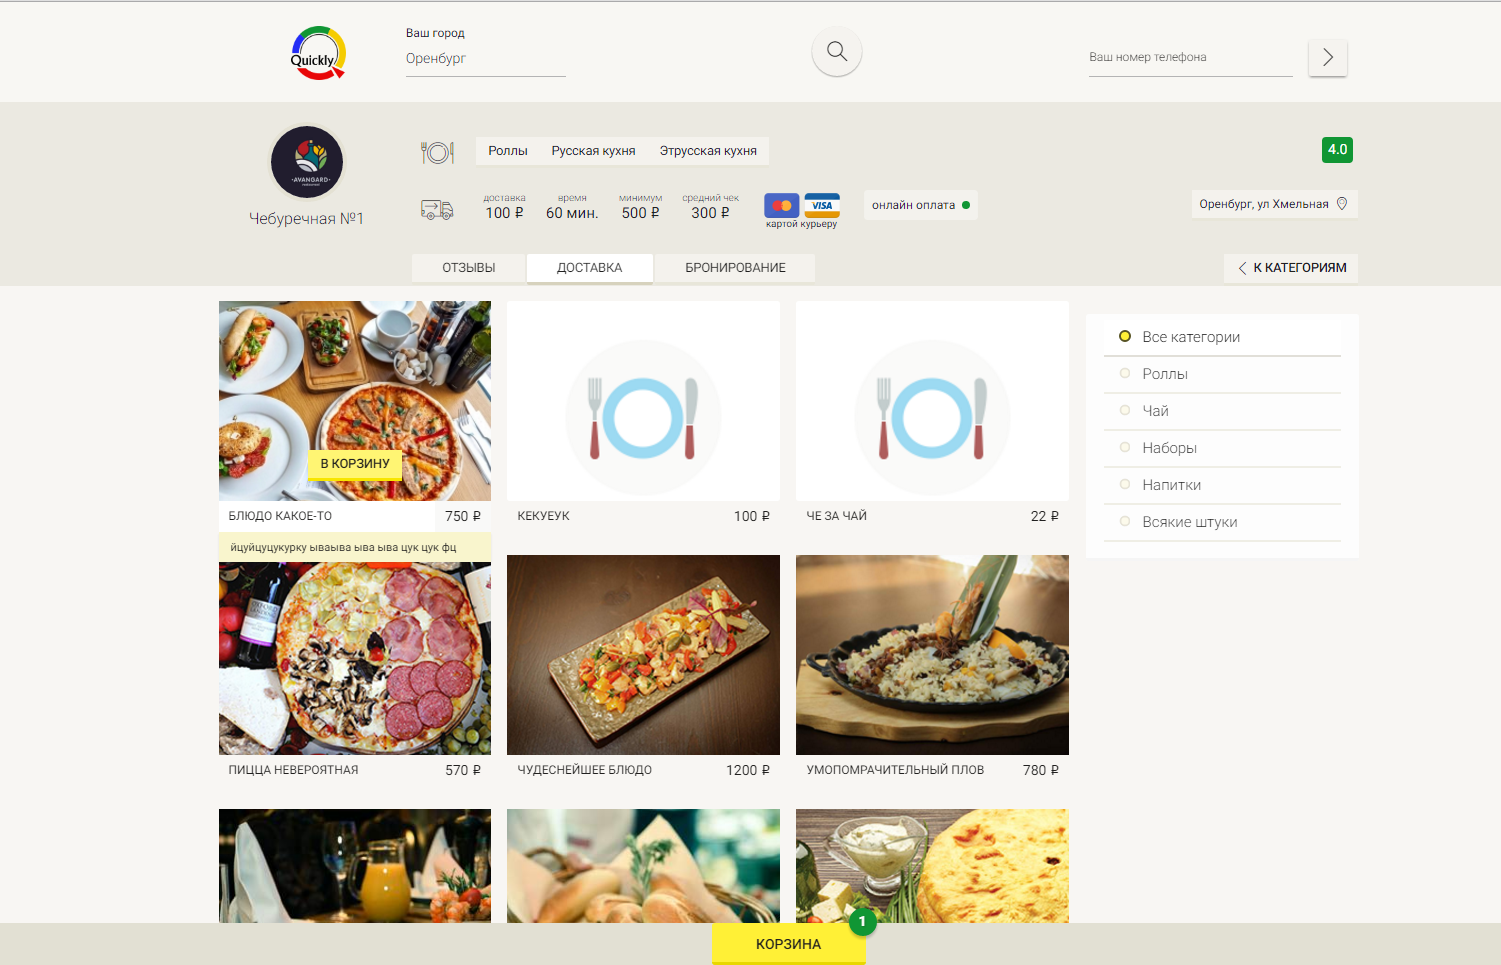 Quickly
Ваш город
Оренбург
Ваш номер телефона
AVANGARD
Чебуречная №1
Роллы Русская кухня Этрусская кухня
4.0
доставка время минимум средний чек
100 ₽ 60 мин. 500 ₽ 300 ₽
VISA
картой курьеру
онлайн оплата
Оренбург, ул Хмельная
ОТЗЫВЫ ДОСТАВКА БРОНИРОВАНИЕ
К КАТЕГОРИЯМ
В КОРЗИНУ
БЛЮДО КАКОЕ-ТО 750 ₽
йцуйцуцукурку ываыва ыва ыва цук цук фц
КЕКУЕУК 100 ₽
ЧЕ ЗА ЧАЙ 22 ₽
Все категории
Роллы
Чай
Наборы
Напитки
Всякие штуки
ПИЦЦА НЕВЕРОЯТНАЯ 570 ₽
ЧУДЕСНЕЙШЕЕ БЛЮДО 1200 ₽
УМОПОМРАЧИТЕЛЬНЫЙ ПЛОВ 780 ₽
КОРЗИНА
1